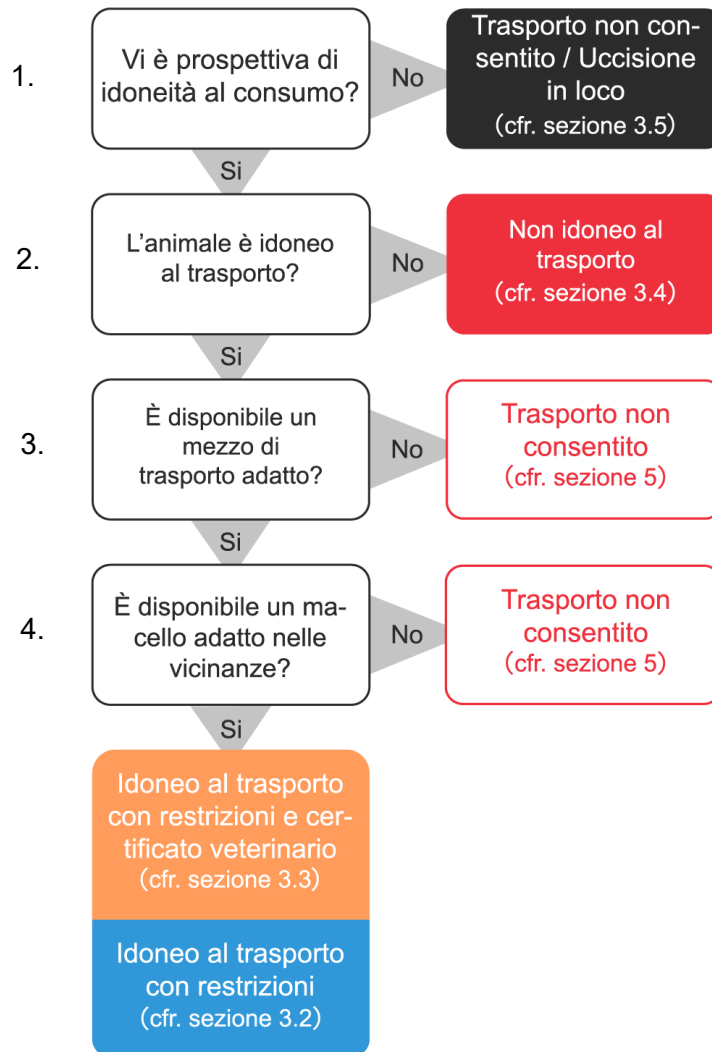 1.
Vi è prospettiva di
idoneità al consumo?
No
Trasporto non con-
sentito / Uccisione
in loco
(cfr. sezione 3.5)
Si
2.
L'animale è idoneo
al trasporto?
No
Non idoneo al
trasporto
(cfr. sezione 3.4)
Si
3.
È disponibile un
mezzo di
trasporto adatto?
No
Trasporto non
consentito
(cfr. sezione 5)
Si
4.
È disponibile un ma-
cello adatto nelle
vicinanze?
No
Trasporto non
consentito
(cfr. sezione 5)
Si
Idoneo al trasporto
con restrizioni e cer-
tificato veterinario
(cfr. sezione 3.3)
Idoneo al trasporto
con restrizioni
(cfr. sezione 3.2)